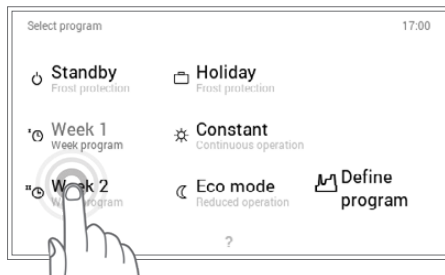 Select program 17:00
Standby
Frost protection
Holiday
Frost protection
Week 1
Week program
Constant
Continuous operation
Week 2
program
Eco mode
Reduced operation
Define
program
?